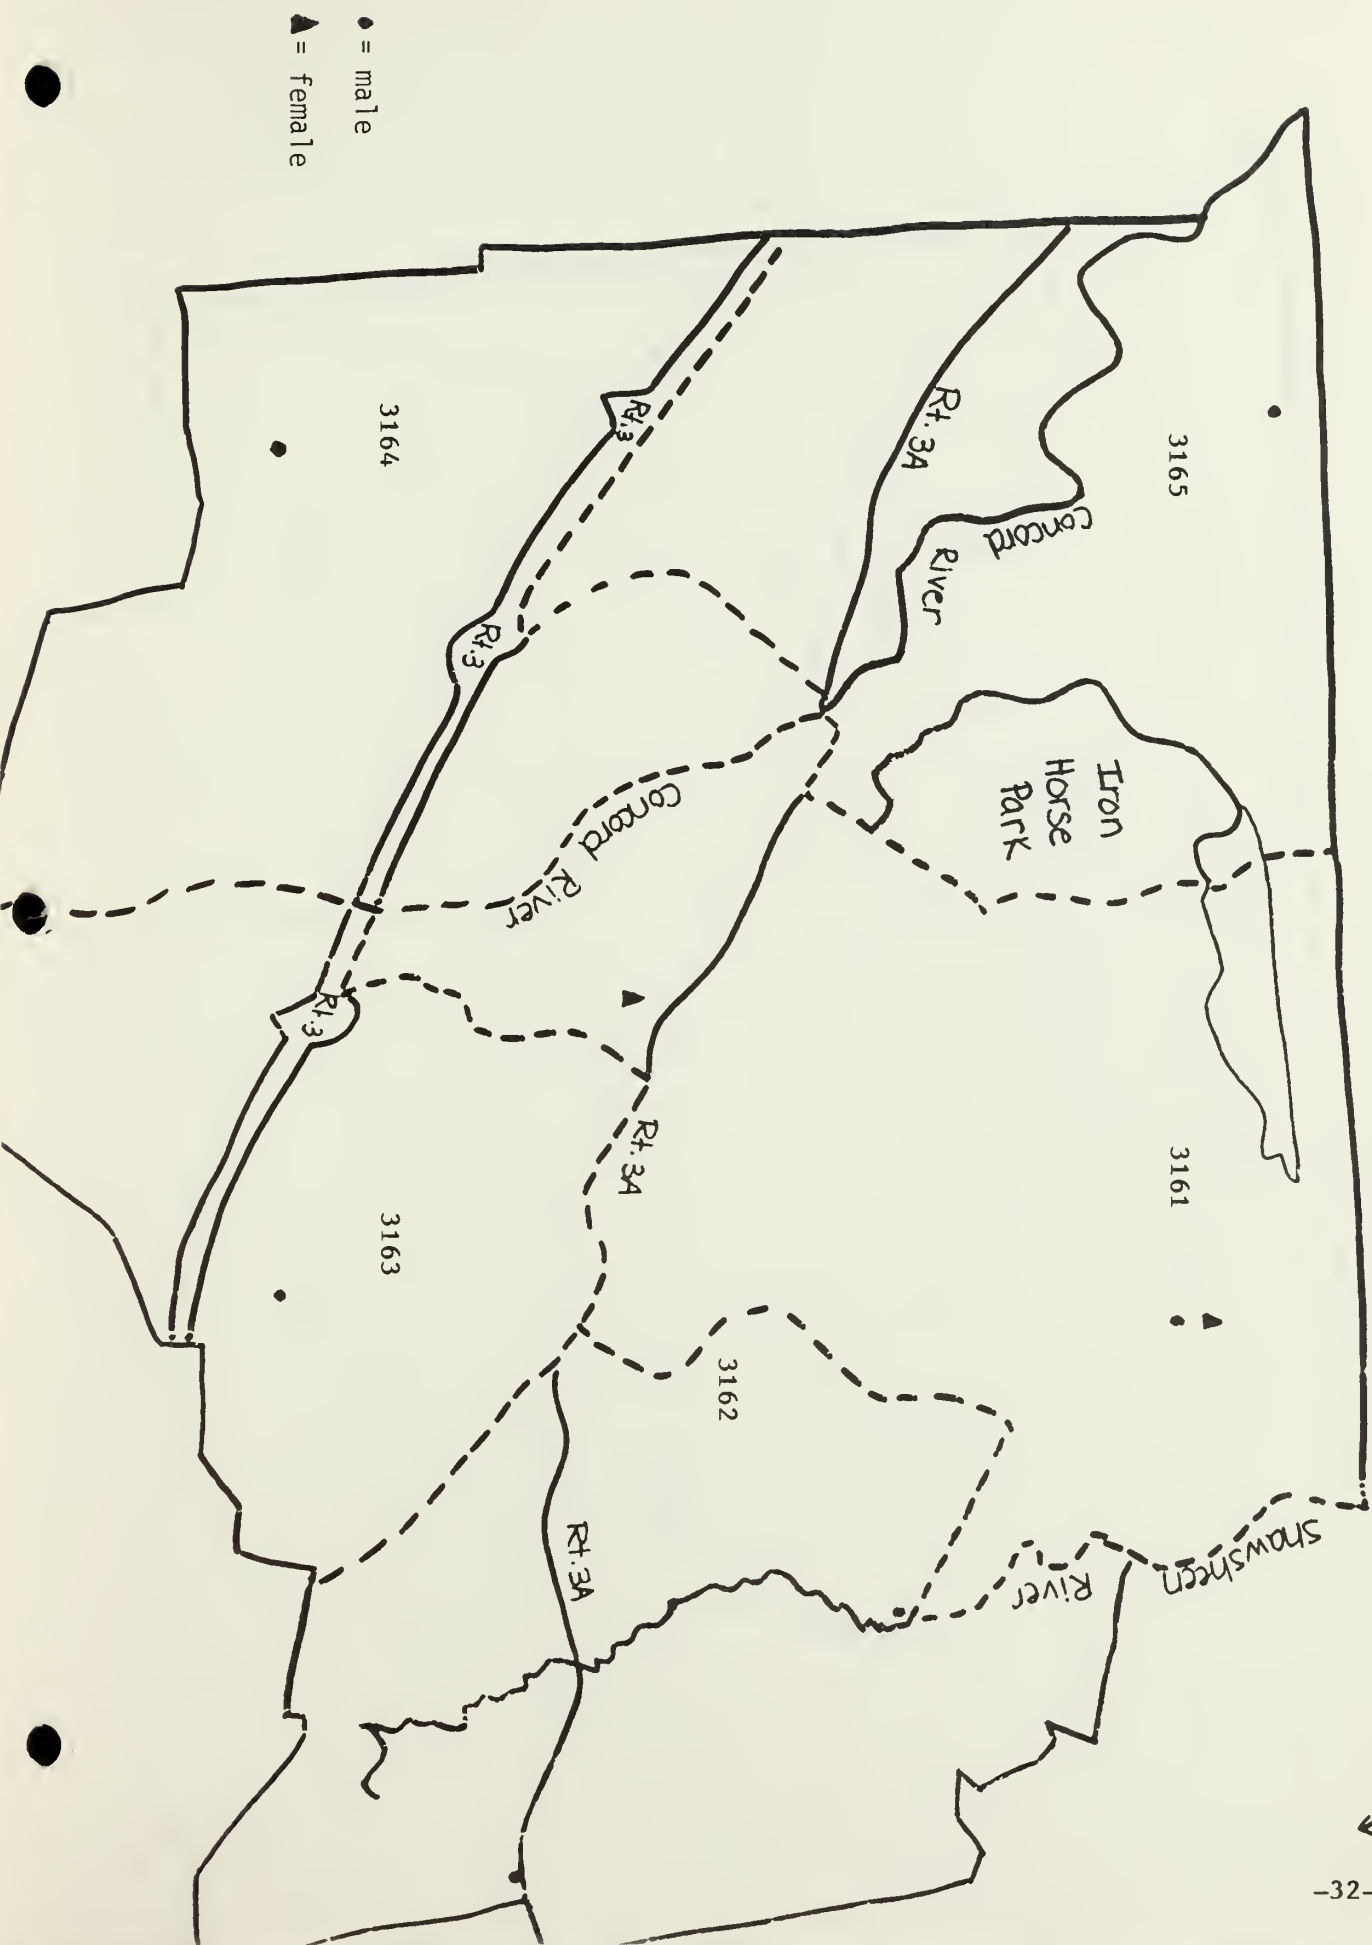 ● = male
▲ = female
3164
3165
Rt.3
Rt. 3A
Concord
River
Rt.3
Iron
Horse
Park
Concord
River
Rt.3
Rt. 3A
3161
3163
3162
Rt. 3A
Shawsheen
River
-32-